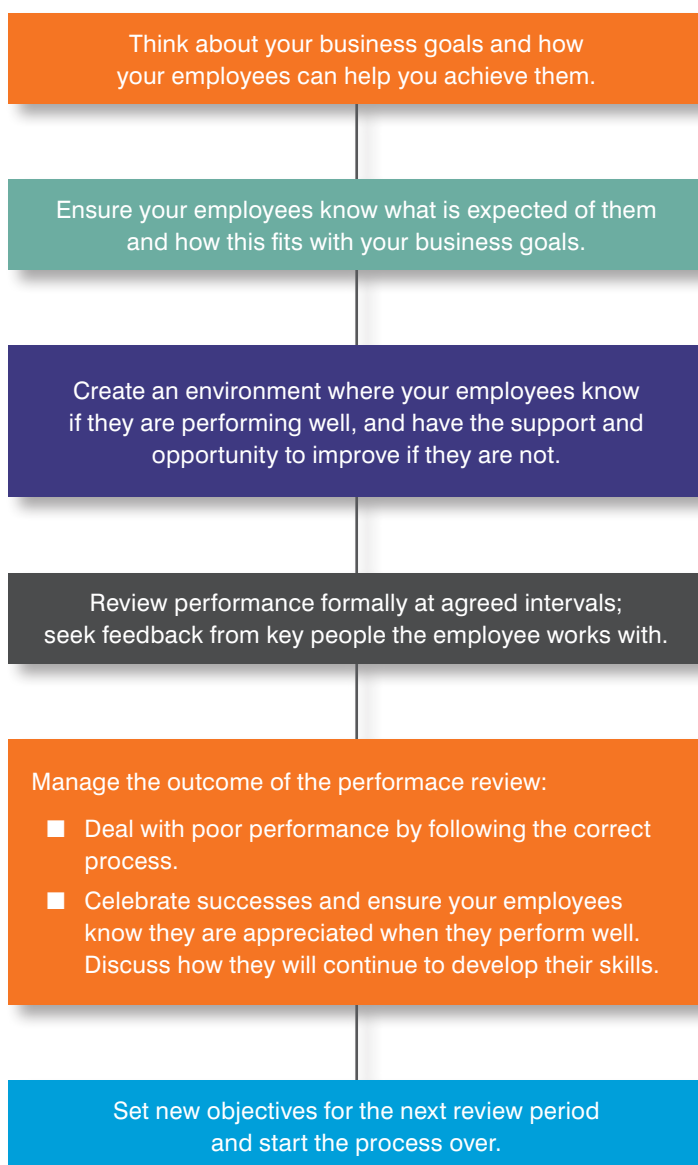 Think about your business goals and how
your employees can help you achieve them.
Ensure your employees know what is expected of them
and how this fits with your business goals.
Create an environment where your employees know
if they are performing well, and have the support and
opportunity to improve if they are not.
Review performance formally at agreed intervals;
seek feedback from key people the employee works with.
Manage the outcome of the performace review:
■ Deal with poor performance by following the correct
process.
■ Celebrate successes and ensure your employees
know they are appreciated when they perform well.
Discuss how they will continue to develop their skills.
Set new objectives for the next review period
and start the process over.